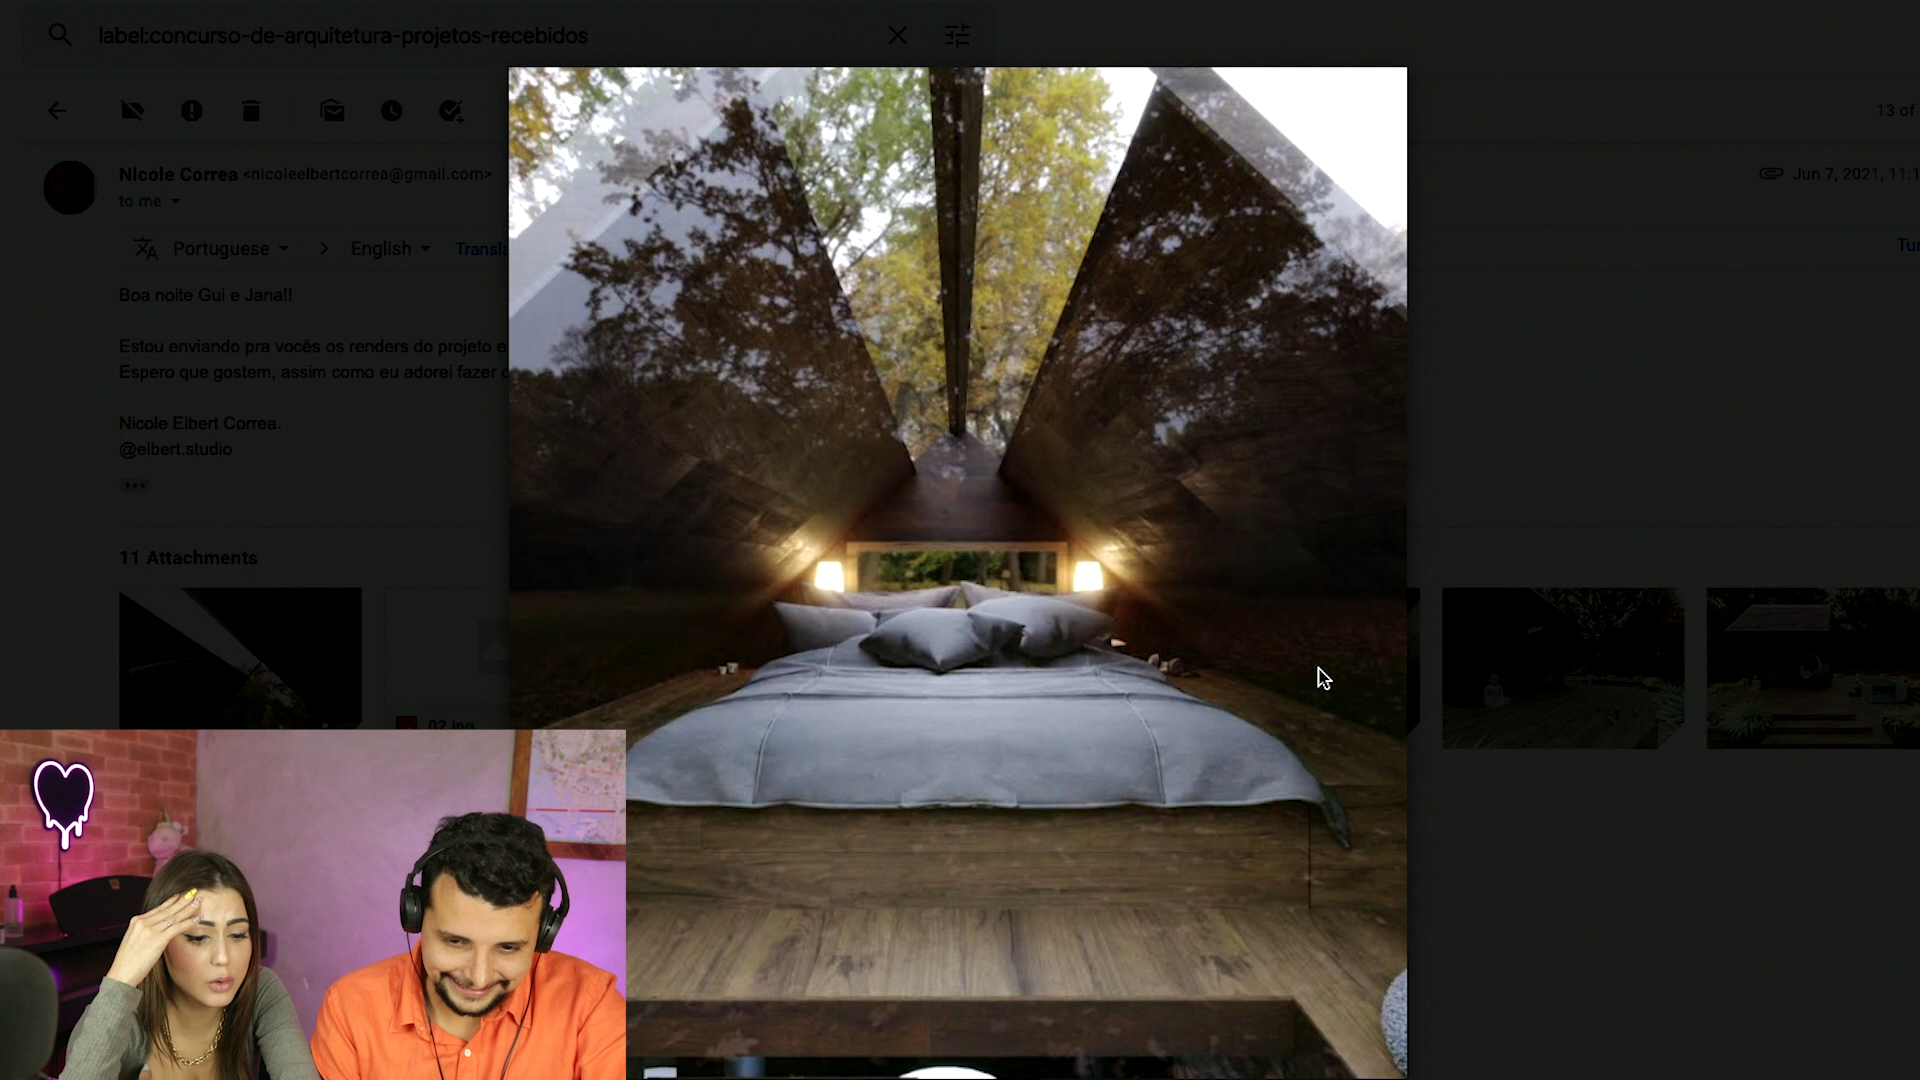 label:concurso-de-arquitetura-projetos-recebidos
13 of
Nicole Correa <nicoleelbertcorrea@gmail.com>
Jun 7, 2021, 11:1
to me
Portuguese > English
Boa noite Gui e Jana!!
Estou enviando pra vocês os renders do projeto
Espero que gostem, assim como eu adorei fazer
Nicole Elbert Correa.
@elbert.studio
11 Attachments